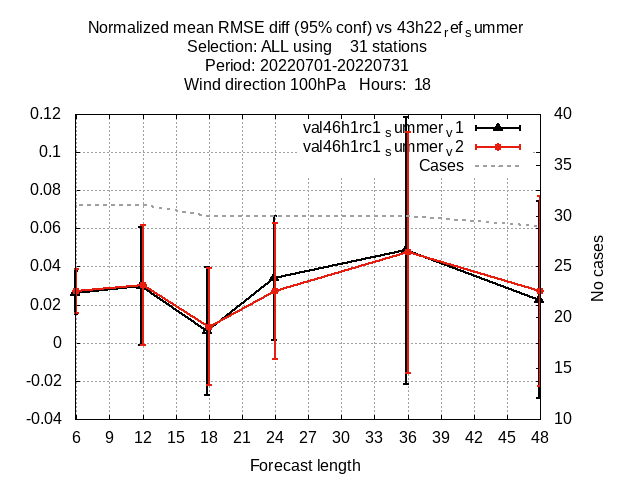 Normalized mean RMSE diff (95% conf) vs 43h22refsummer
Selection: ALL using 31 stations
Period: 20220701-20220731
Wind direction 100hPa Hours: 18
val46h1rc1summerv1
val46h1rc1summerv2
Cases
0.12
0.1
0.08
0.06
0.04
0.02
0
-0.02
-0.04
40
35
30
25
20
15
10
No cases
6 9 12 15 18 21 24 27 30 33 36 39 42 45 48
Forecast length